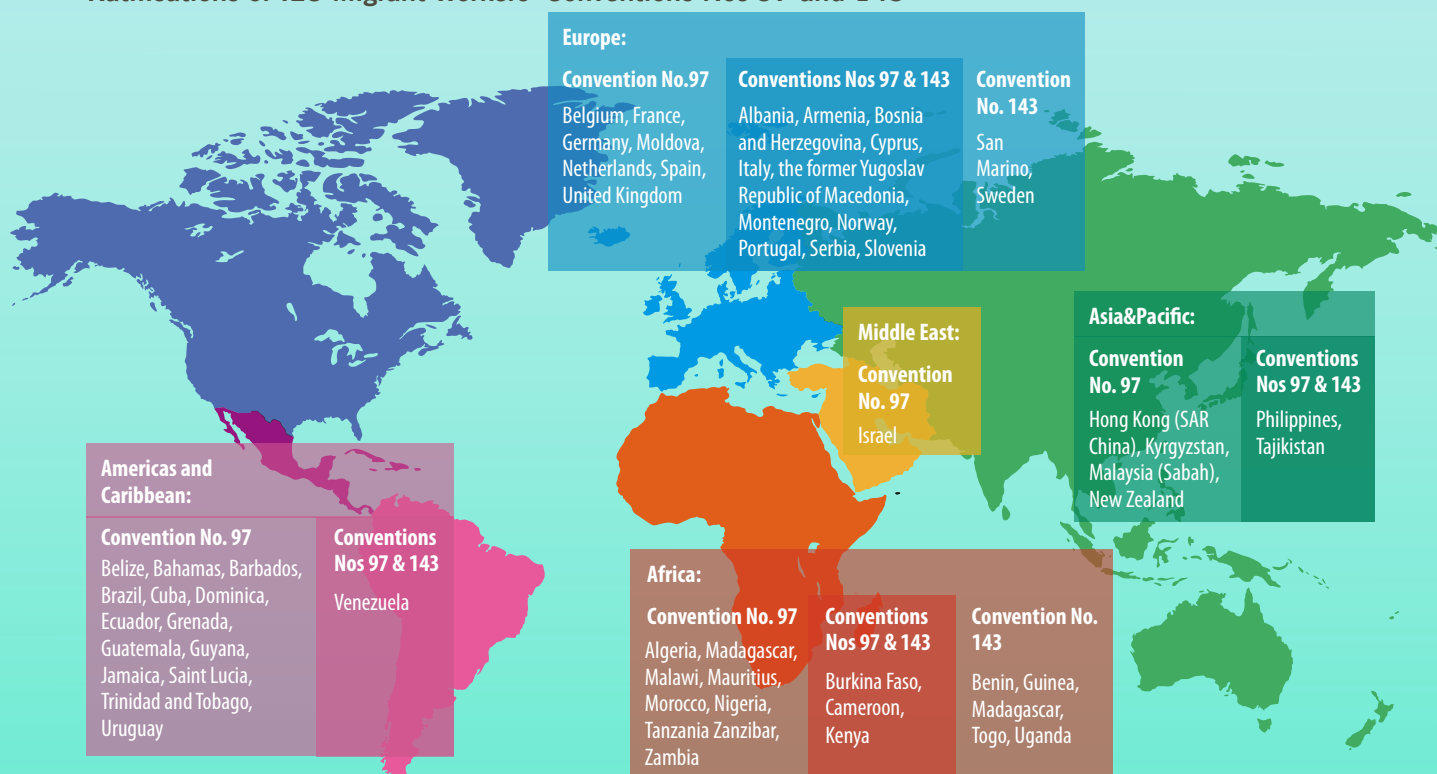 Europe:
Convention No.97
Belgium, France,
Germany, Moldova,
Netherlands, Spain,
United Kingdom
Conventions Nos 97 & 143
Albania, Armenia, Bosnia
and Herzegovina, Cyprus,
Italy, the former Yugoslav
Republic of Macedonia,
Montenegro, Norway,
Portugal, Serbia, Slovenia
Convention
No. 143
San
Marino,
Sweden
Middle East:
Convention
No. 97
Israel
Asia&Pacific:
Convention
No. 97
Hong Kong (SAR
China), Kyrgyzstan,
Malaysia (Sabah),
New Zealand
Conventions
Nos 97 & 143
Philippines,
Tajikistan
Americas and
Caribbean:
Convention No. 97
Belize, Bahamas, Barbados,
Brazil, Cuba, Dominica,
Ecuador, Grenada,
Guatemala, Guyana,
Jamaica, Saint Lucia,
Trinidad and Tobago,
Uruguay
Conventions
Nos 97 & 143
Venezuela
Africa:
Convention No. 97
Algeria, Madagascar,
Malawi, Mauritius,
Morocco, Nigeria,
Tanzania Zanzibar,
Zambia
Conventions
Nos 97 & 143
Burkina Faso,
Cameroon,
Kenya
Convention No.
143
Benin, Guinea,
Madagascar,
Togo, Uganda